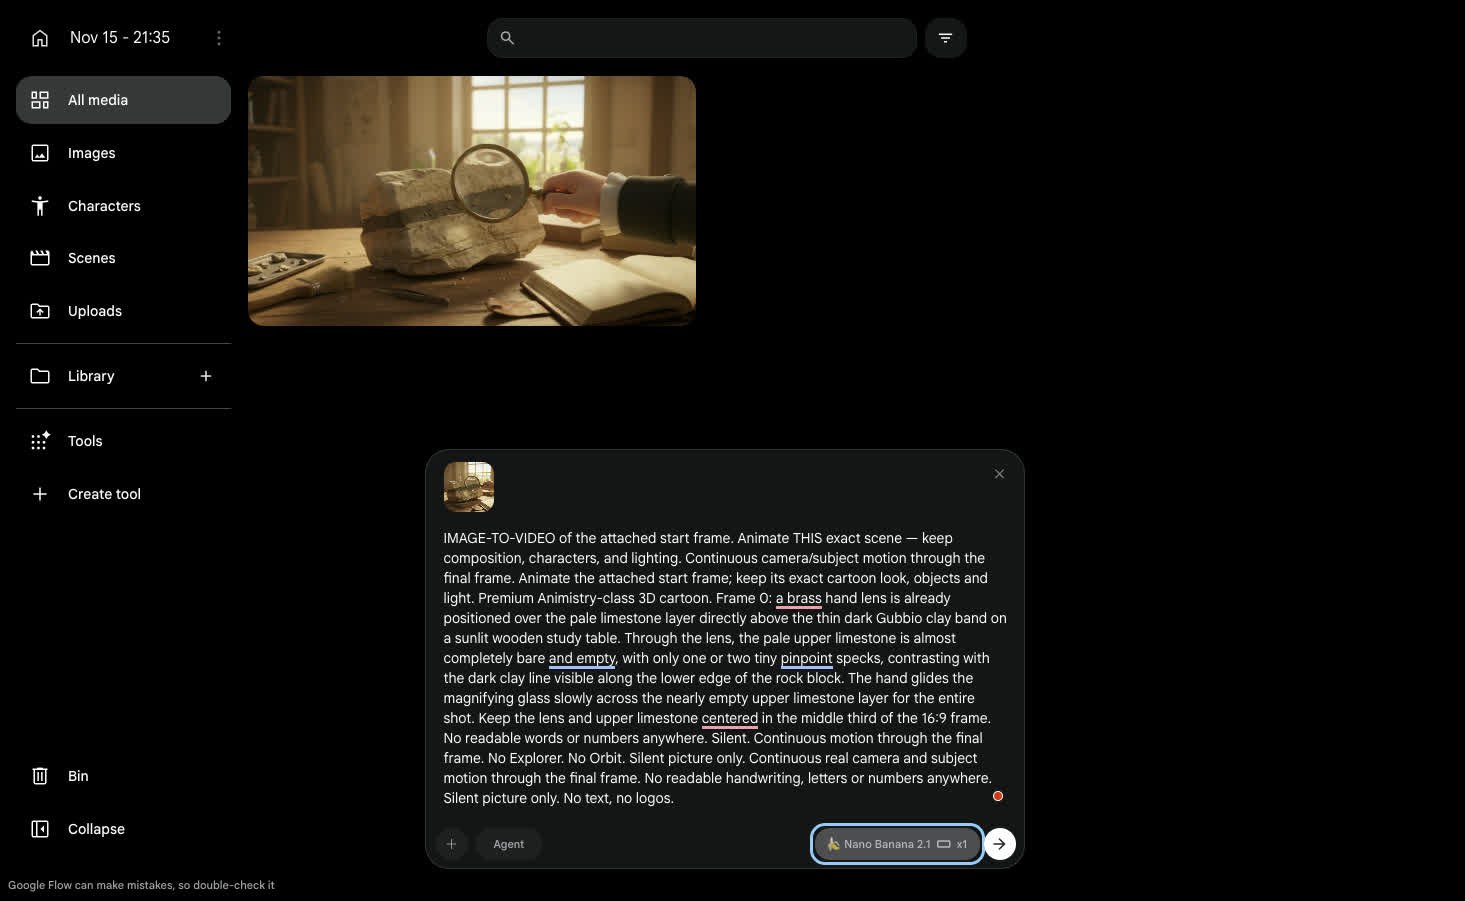 Nov 15 - 21:35
All media
Images
Characters
Scenes
Uploads
Library
Tools
Create tool
IMAGE-TO-VIDEO of the attached start frame. Animate THIS exact scene — keep
composition, characters, and lighting. Continuous camera/subject motion through the
final frame. Animate the attached start frame; keep its exact cartoon look, objects and
light. Premium Animistry-class 3D cartoon. Frame 0: a brass hand lens is already
positioned over the pale limestone layer directly above the thin dark Gubbio clay band on
a sunlit wooden study table. Through the lens, the pale upper limestone is almost
completely bare and empty, with only one or two tiny pinpoint specks, contrasting with
the dark clay line visible along the lower edge of the rock block. The hand glides the
magnifying glass slowly across the nearly empty upper limestone layer for the entire
shot. Keep the lens and upper limestone centered in the middle third of the 16:9 frame.
No readable words or numbers anywhere. Silent. Continuous motion through the final
frame. No Explorer. No Orbit. Silent picture only. Continuous real camera and subject
motion through the final frame. No readable handwriting, letters or numbers anywhere.
Silent picture only. No text, no logos.
Agent
Nano Banana 2.1 x1
Bin
Collapse
Google Flow can make mistakes, so double-check it